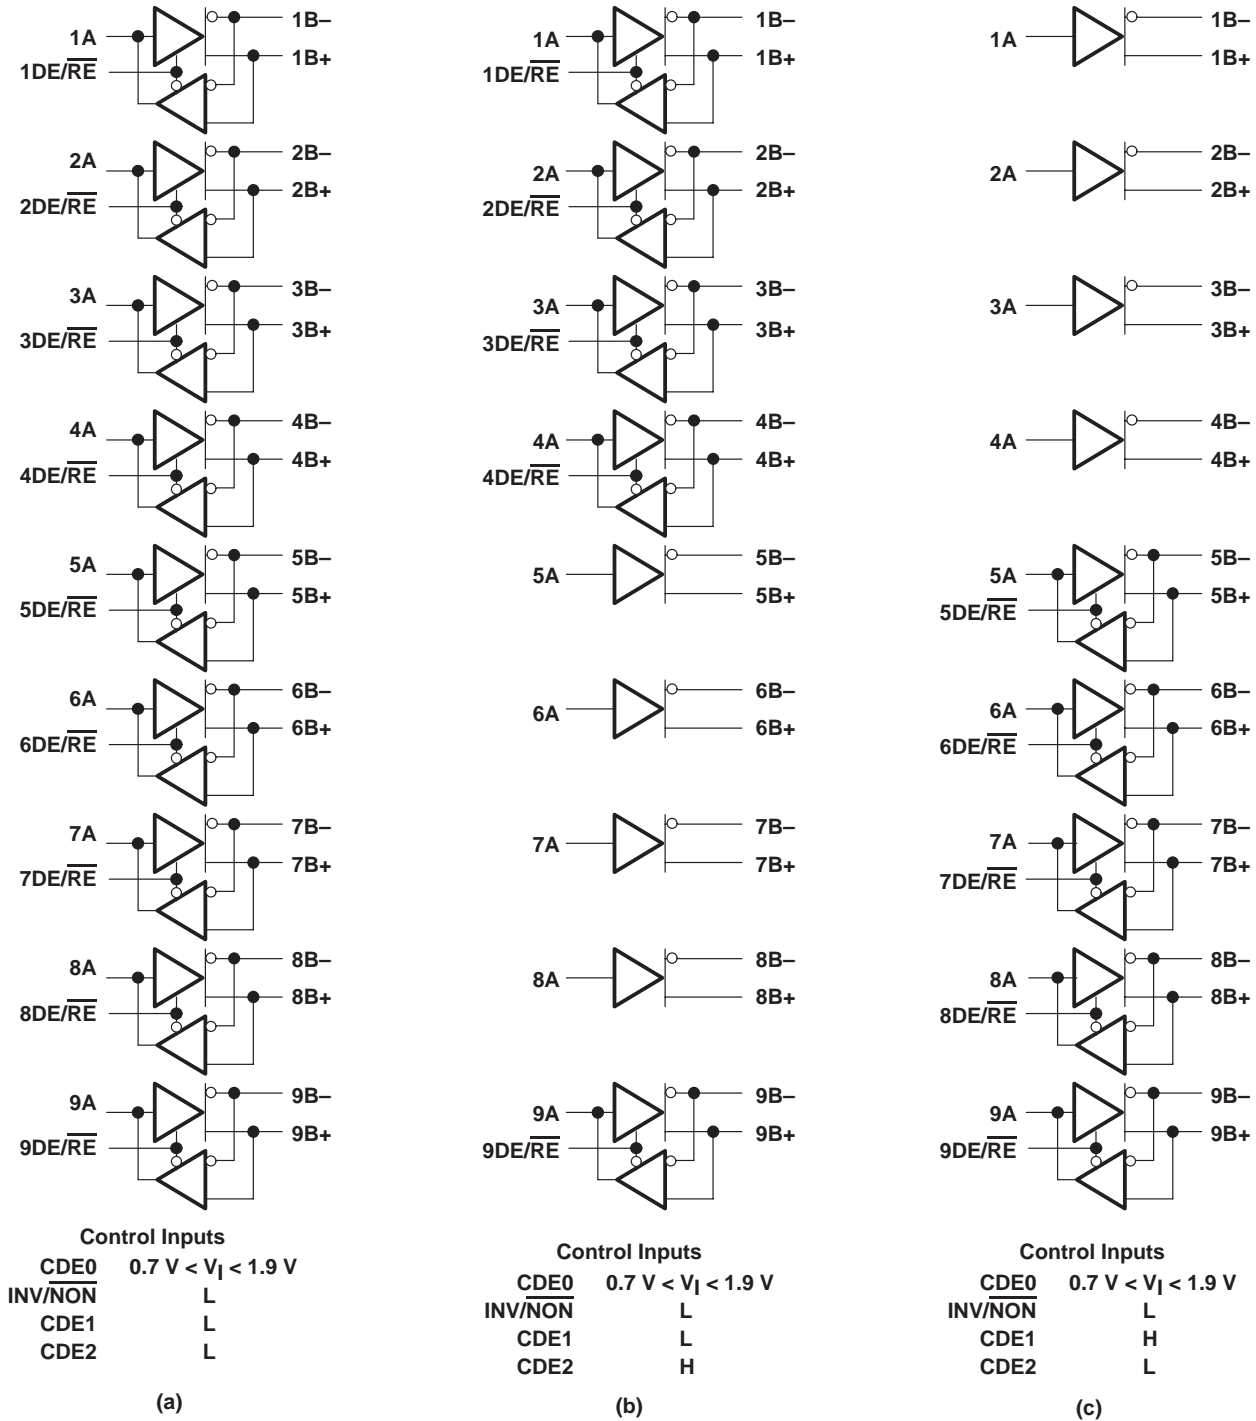 1A
1B–
1B+
1DE/RE
2A
2B–
2B+
2DE/RE
3A
3B–
3B+
3DE/RE
4A
4B–
4B+
4DE/RE
5A
5B–
5B+
5DE/RE
6A
6B–
6B+
6DE/RE
7A
7B–
7B+
7DE/RE
8A
8B–
8B+
8DE/RE
9A
9B–
9B+
9DE/RE
Control Inputs
CDE0 0.7 V < VI < 1.9 V
INV/NON L
CDE1 L
CDE2 L
(a)
1A
1B–
1B+
1DE/RE
2A
2B–
2B+
2DE/RE
3A
3B–
3B+
3DE/RE
4A
4B–
4B+
4DE/RE
5A
5B–
5B+
6A
6B–
6B+
7A
7B–
7B+
8A
8B–
8B+
9A
9B–
9B+
9DE/RE
Control Inputs
CDE0 0.7 V < VI < 1.9 V
INV/NON L
CDE1 L
CDE2 H
(b)
1A
1B–
1B+
2A
2B–
2B+
3A
3B–
3B+
4A
4B–
4B+
5A
5B–
5B+
5DE/RE
6A
6B–
6B+
6DE/RE
7A
7B–
7B+
7DE/RE
8A
8B–
8B+
8DE/RE
9A
9B–
9B+
9DE/RE
Control Inputs
CDE0 0.7 V < VI < 1.9 V
INV/NON L
CDE1 H
CDE2 L
(c)